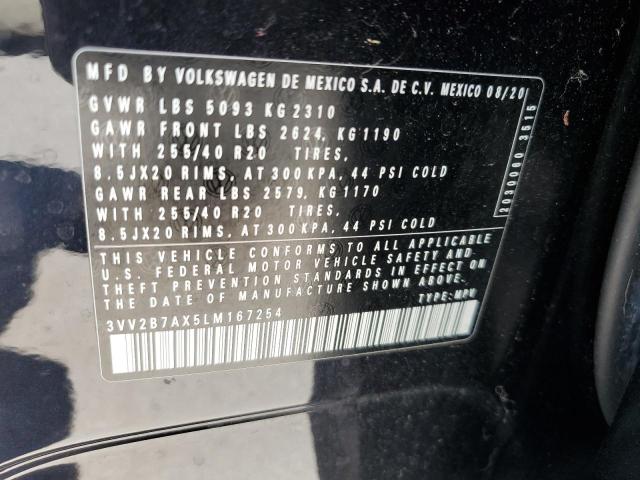 MFD BY VOLKSWAGEN DE MEXICO S.A. DE C.V. MEXICO 08/20
GVWR LBS 5093 KG 2310
GAWR FRONT LBS 2624, KG 1190
WITH 255/40 R20 TIRES,
8.5JX20 RIMS, AT 300 KPA, 44 PSI COLD
GAWR REAR LBS 2579, KG 1170
WITH 255/40 R20 TIRES,
8.5JX20 RIMS, AT 300 KPA, 44 PSI COLD
2030060 3515
THIS VEHICLE CONFORMS TO ALL APPLICABLE
U.S. FEDERAL MOTOR VEHICLE SAFETY AND
THEFT PREVENTION STANDARDS IN EFFECT ON
THE DATE OF MANUFACTURE SHOWN ABOVE.
3VV2B7AX5LM167254 TYPE: MPV